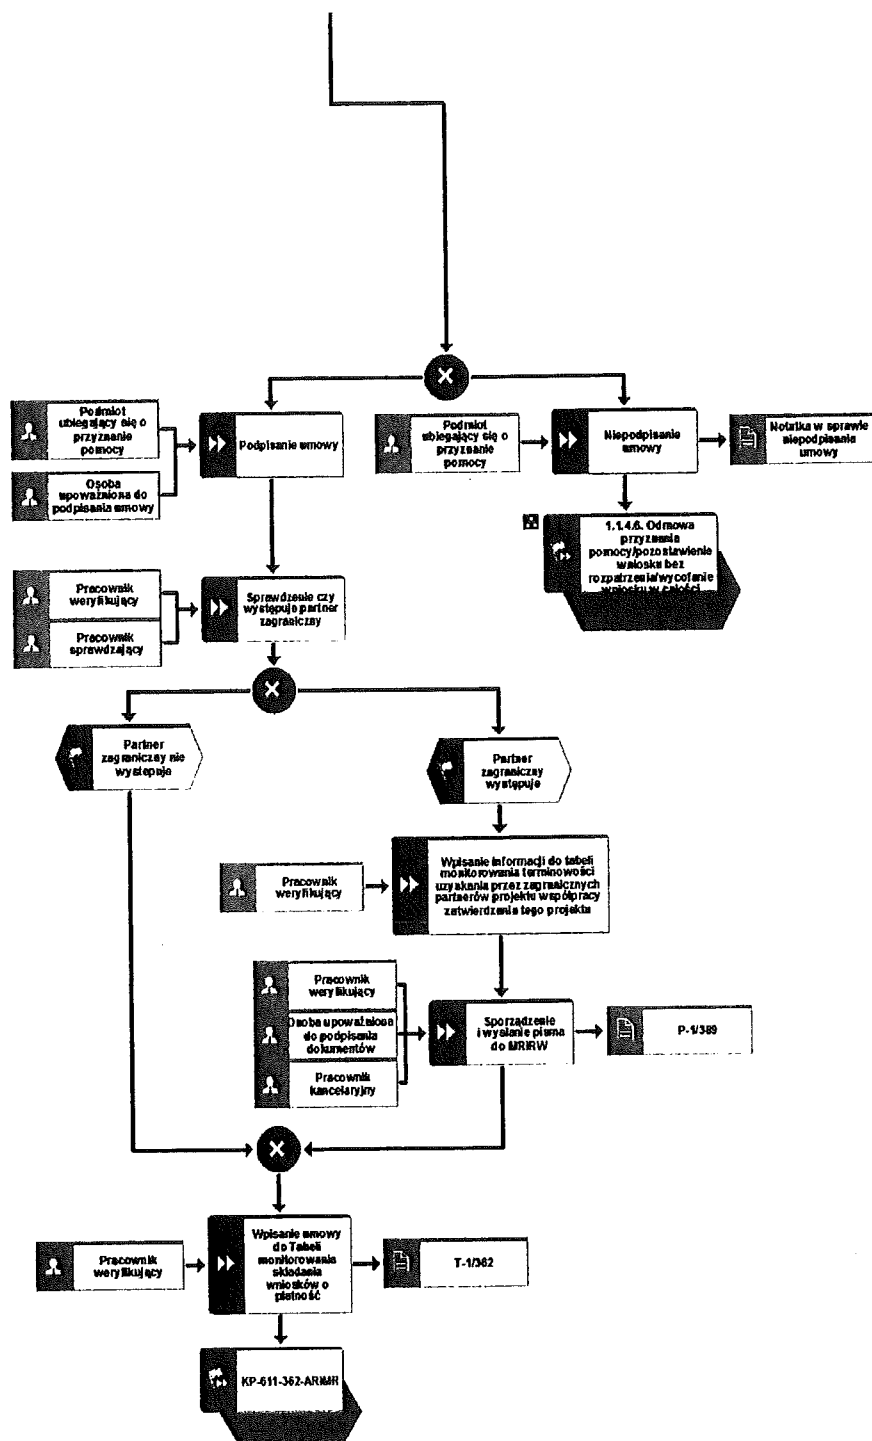 Podmiot
ubiegający się o
przyznanie
pomocy
Osoba
upoważniona do
podpisania umowy
Podpisanie umowy
Podmiot
ubiegający się o
przyznanie
pomocy
Niepodpisanie
umowy
Notatka w sprawie
niepodpisania
umowy
1.1.4.6. Odmowa
przyznania
pomocy/pozostawienie
wniosku bez
rozpatrzenia/wycofanie
wniosku w całości
Pracownik
weryfikujący
Pracownik
sprawdzający
Sprawdzenie czy
występuje partner
zagraniczny
Partner
zagraniczny nie
występuje
Partner
zagraniczny
występuje
Pracownik
weryfikujący
Wpisanie informacji do tabeli
monitorowania terminowości
uzyskania przez zagranicznych
partnerów projektu współpracy
zatwierdzenia tego projektu
Pracownik
weryfikujący
Osoba upoważniona
do podpisania
dokumentów
Pracownik
kancelaryjny
Sporządzenie
i wysłanie pisma
do MRiRW
P-1/389
Pracownik
weryfikujący
Wpisanie umowy
do Tabeli
monitorowania
składania
wniosków o
płatność
T-1/362
KP-611-362-ARiMR